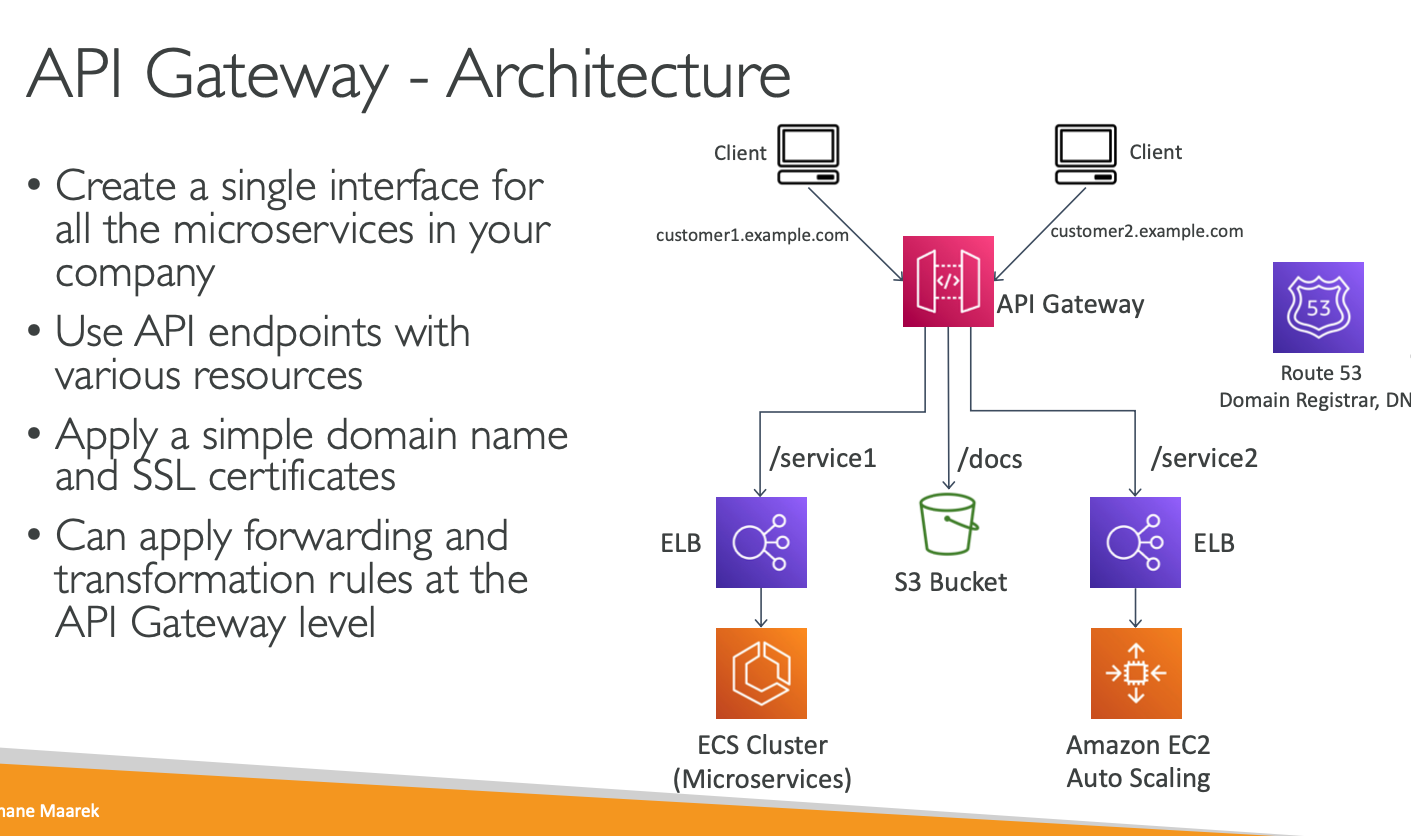 API Gateway - Architecture
• Create a single interface for
all the microservices in your
company
• Use API endpoints with
various resources
• Apply a simple domain name
and SSL certificates
• Can apply forwarding and
transformation rules at the
API Gateway level
Client
Client
customer1.example.com
customer2.example.com
</>
API Gateway
53
Route 53
Domain Registrar, DN
/service1
/docs
/service2
ELB
S3 Bucket
ELB
ECS Cluster
(Microservices)
Amazon EC2
Auto Scaling
hane Maarek